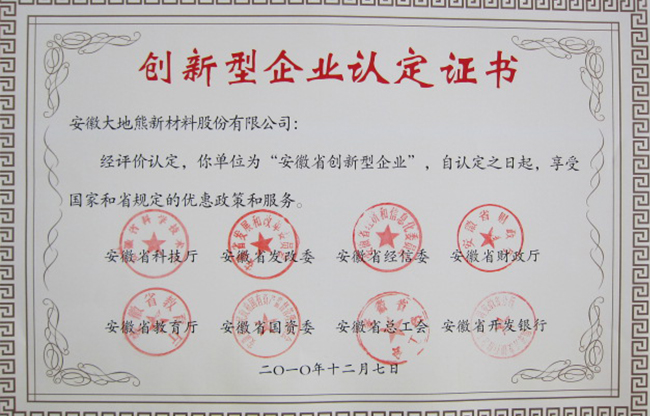 创新型企业认定证书
安徽大地熊新材料股份有限公司：
经评价认定，你单位为“安徽省创新型企业”，自认定之日起，享受
国家和省规定的优惠政策和服务。
安徽省科技厅 安徽省发改委 安徽省经信委 安徽省财政厅
安徽省教育厅 安徽省国资委 安徽省总工会 安徽省开发银行
二〇一〇年十二月七日